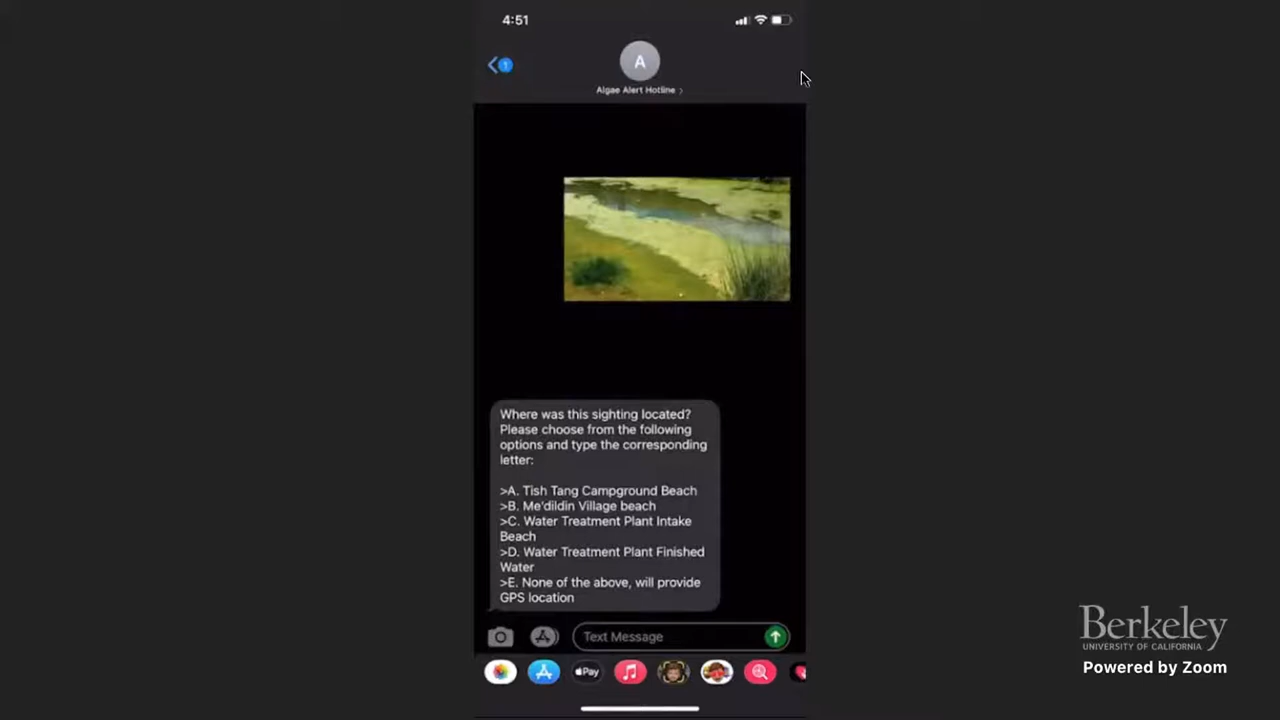 4:51
1
A
Algae Alert Hotline >
Where was this sighting located?
Please choose from the following
options and type the corresponding
letter:
>A. Tish Tang Campground Beach
>B. Me'dildin Village beach
>C. Water Treatment Plant Intake
Beach
>D. Water Treatment Plant Finished
Water
>E. None of the above, will provide
GPS location
Text Message
Pay
Berkeley
UNIVERSITY OF CALIFORNIA
Powered by Zoom